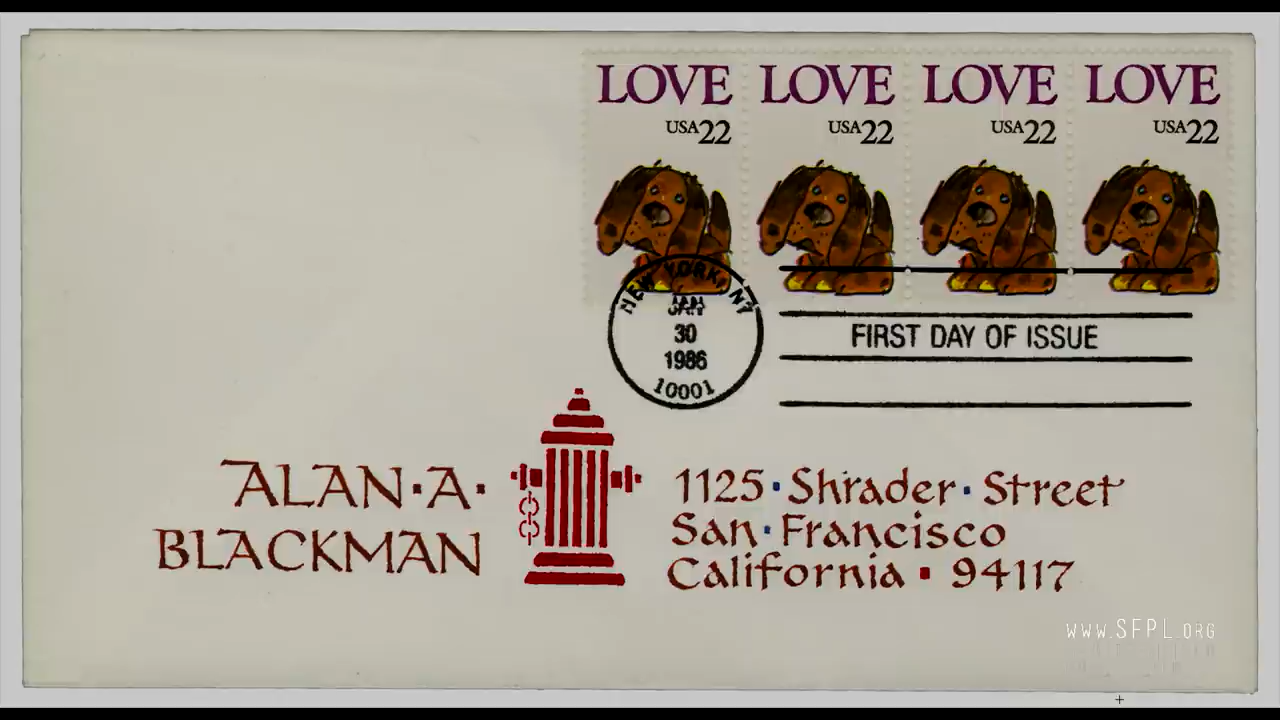 LOVE LOVE LOVE LOVE
USA22 USA22 USA22 USA22
NEW YORK, NY
JAN
30
1986
10001
FIRST DAY OF ISSUE
ALAN·A·
BLACKMAN
1125·Shrader·Street
San·Francisco
California·94117
WWW.SFPL.ORG